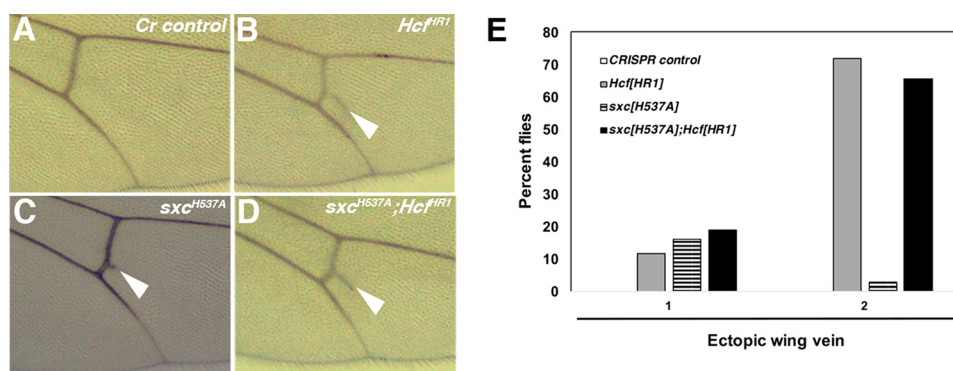 A
Cr control
B
Hcf^HR1
C
sxc^H537A
D
sxc^H537A;Hcf^HR1
E
Percent flies
80
70
60
50
40
30
20
10
0
CRISPR control
Hcf[HR1]
sxc[H537A]
sxc[H537A];Hcf[HR1]
1
2
Ectopic wing vein